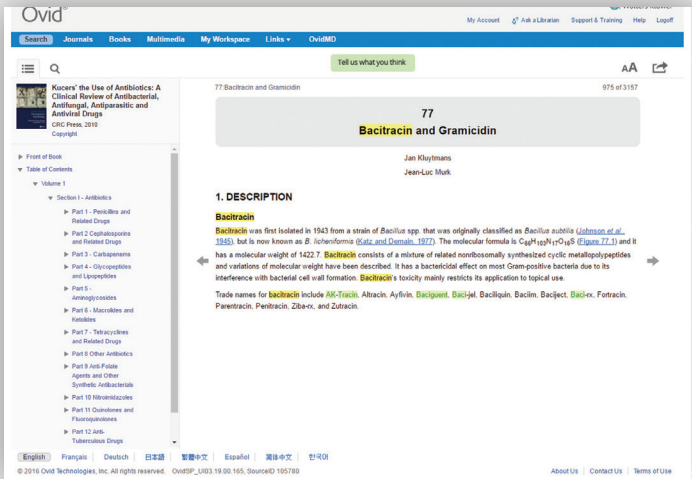 Ovid®
My Account Ask a Librarian Support & Training Help Logoff
Search Journals Books Multimedia My Workspace Links OvidMD
Tell us what you think
AA
Kucers' the Use of Antibiotics: A
Clinical Review of Antibacterial,
Antifungal, Antiparasitic and
Antiviral Drugs
CRC Press, 2010
Copyright
Front of Book
Table of Contents
Volume 1
Section I - Antibiotics
Part 1 - Penicillins and
Related Drugs
Part 2 Cephalosporins
and Related Drugs
Part 3 - Carbapenems
Part 4 - Glycopeptides
and Lipopeptides
Part 5 -
Aminoglycosides
Part 6 - Macrolides and
Ketolides
Part 7 - Tetracyclines
and Related Drugs
Part 8 Other Antibiotics
Part 9 Anti-Folate
Agents and Other
Synthetic Antibacterials
Part 10 Nitroimidazoles
Part 11 Quinolones and
Fluoroquinolones
Part 12 Anti-
Tuberculous Drugs
77 Bacitracin and Gramicidin 975 of 3157
77
Bacitracin and Gramicidin
Jan Kluytmans
Jean-Luc Murk
1. DESCRIPTION
Bacitracin
Bacitracin was first isolated in 1943 from a strain of Bacillus spp. that was originally classified as Bacillus subtilis (Johnson et al.,
1945), but is now known as B. licheniformis (Katz and Demain, 1977). The molecular formula is C66H103N17O16S (Figure 77.1) and it
has a molecular weight of 1422.7. Bacitracin consists of a mixture of related nonribosomally synthesized cyclic metallopolypeptides
and variations of molecular weight have been described. It has a bactericidal effect on most Gram-positive bacteria due to its
interference with bacterial cell wall formation. Bacitracin's toxicity mainly restricts its application to topical use.
Trade names for bacitracin include AK-Tracin, Altracin, Ayfivin, Baciguent, Baci-jel, Baciliquin, Baciim, Baciject, Baci-rx, Fortracin,
Parentracin, Penitracin, Ziba-rx, and Zutracin.
English Français Deutsch 日本語 繁體中文 Español 简体中文 한국어
© 2016 Ovid Technologies, Inc. All rights reserved. OvidSP_UI03.19.00.165, SourceID 105780
About Us Contact Us Terms of Use